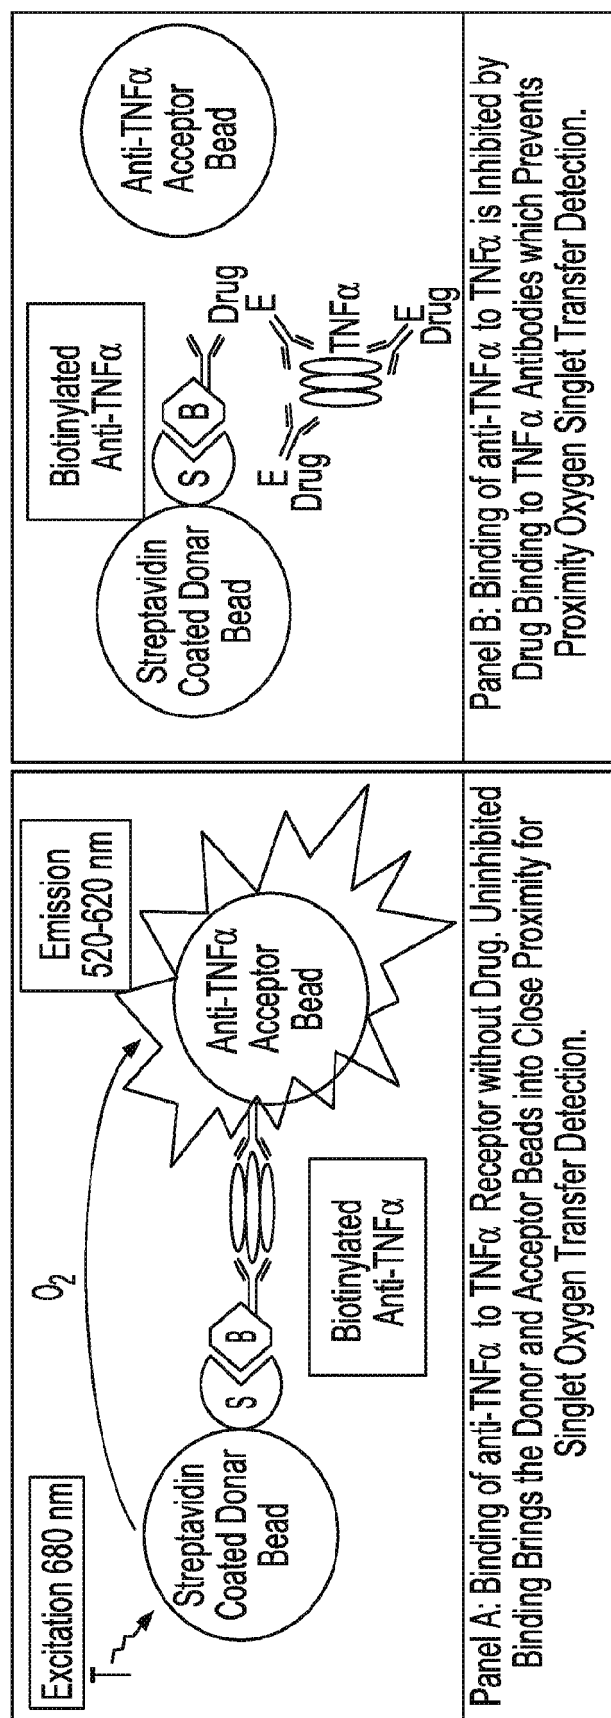 Excitation 680 nm
T
O2
Emission
520-620 nm
Streptavidin
Coated Donar
Bead
S
B
Anti-TNFα
Acceptor
Bead
Biotinylated
Anti-TNFα
Panel A: Binding of anti-TNFα to TNFα Receptor without Drug. Uninhibited
Binding Brings the Donor and Acceptor Beads into Close Proximity for
Singlet Oxygen Transfer Detection.
Biotinylated
Anti-TNFα
Streptavidin
Coated Donar
Bead
S
B
Drug
Anti-TNFα
Acceptor
Bead
E
Drug
E
Drug
TNFα
E
Drug
Panel B: Binding of anti-TNFα to TNFα is Inhibited by
Drug Binding to TNFα Antibodies which Prevents
Proximity Oxygen Singlet Transfer Detection.